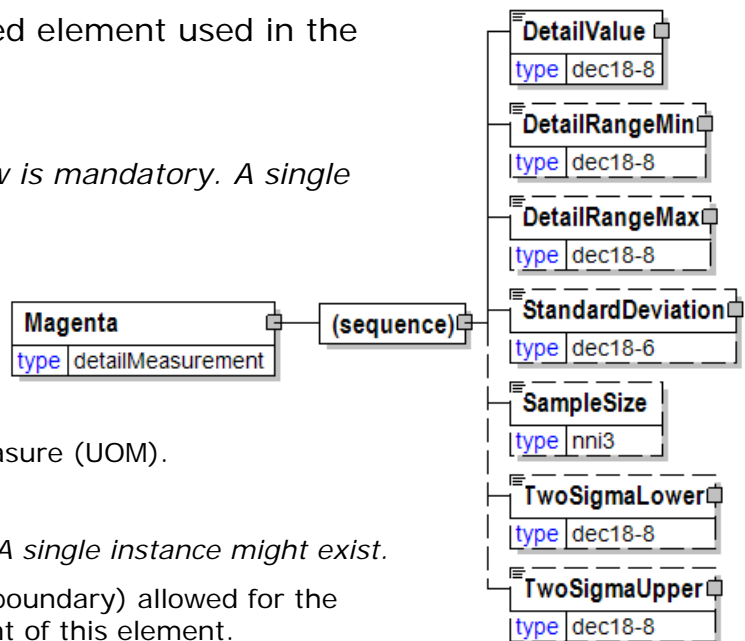 ed element used in the
w is mandatory. A single
asure (UOM).
A single instance might exist.
boundary) allowed for the
nt of this element.
Magenta
type detailMeasurement
(sequence)
DetailValue
type dec18-8
DetailRangeMin
type dec18-8
DetailRangeMax
type dec18-8
StandardDeviation
type dec18-6
SampleSize
type nni3
TwoSigmaLower
type dec18-8
TwoSigmaUpper
type dec18-8